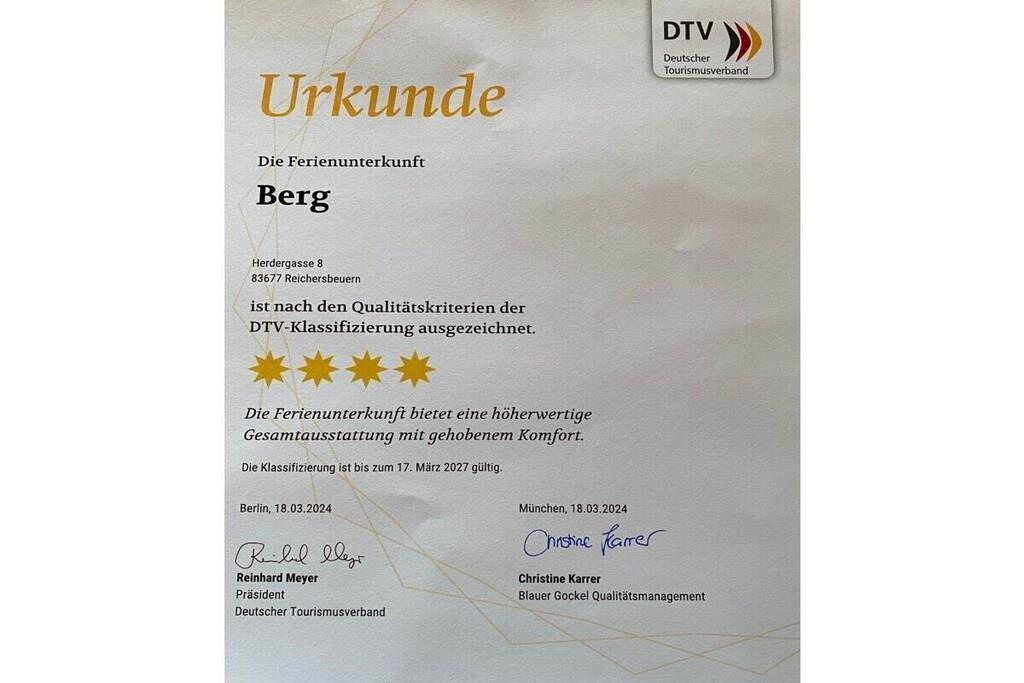 DTV
Deutscher
Tourismusverband
Urkunde
Die Ferienunterkunft
Berg
Herdergasse 8
83677 Reichersbeuern
ist nach den Qualitätskriterien der
DTV-Klassifizierung ausgezeichnet.
Die Ferienunterkunft bietet eine höherwertige
Gesamtausstattung mit gehobenem Komfort.
Die Klassifizierung ist bis zum 17. März 2027 gültig.
Berlin, 18.03.2024
Reinhard Meyer
Reinhard Meyer
Präsident
Deutscher Tourismusverband
München, 18.03.2024
Christine Karrer
Christine Karrer
Blauer Gockel Qualitätsmanagement